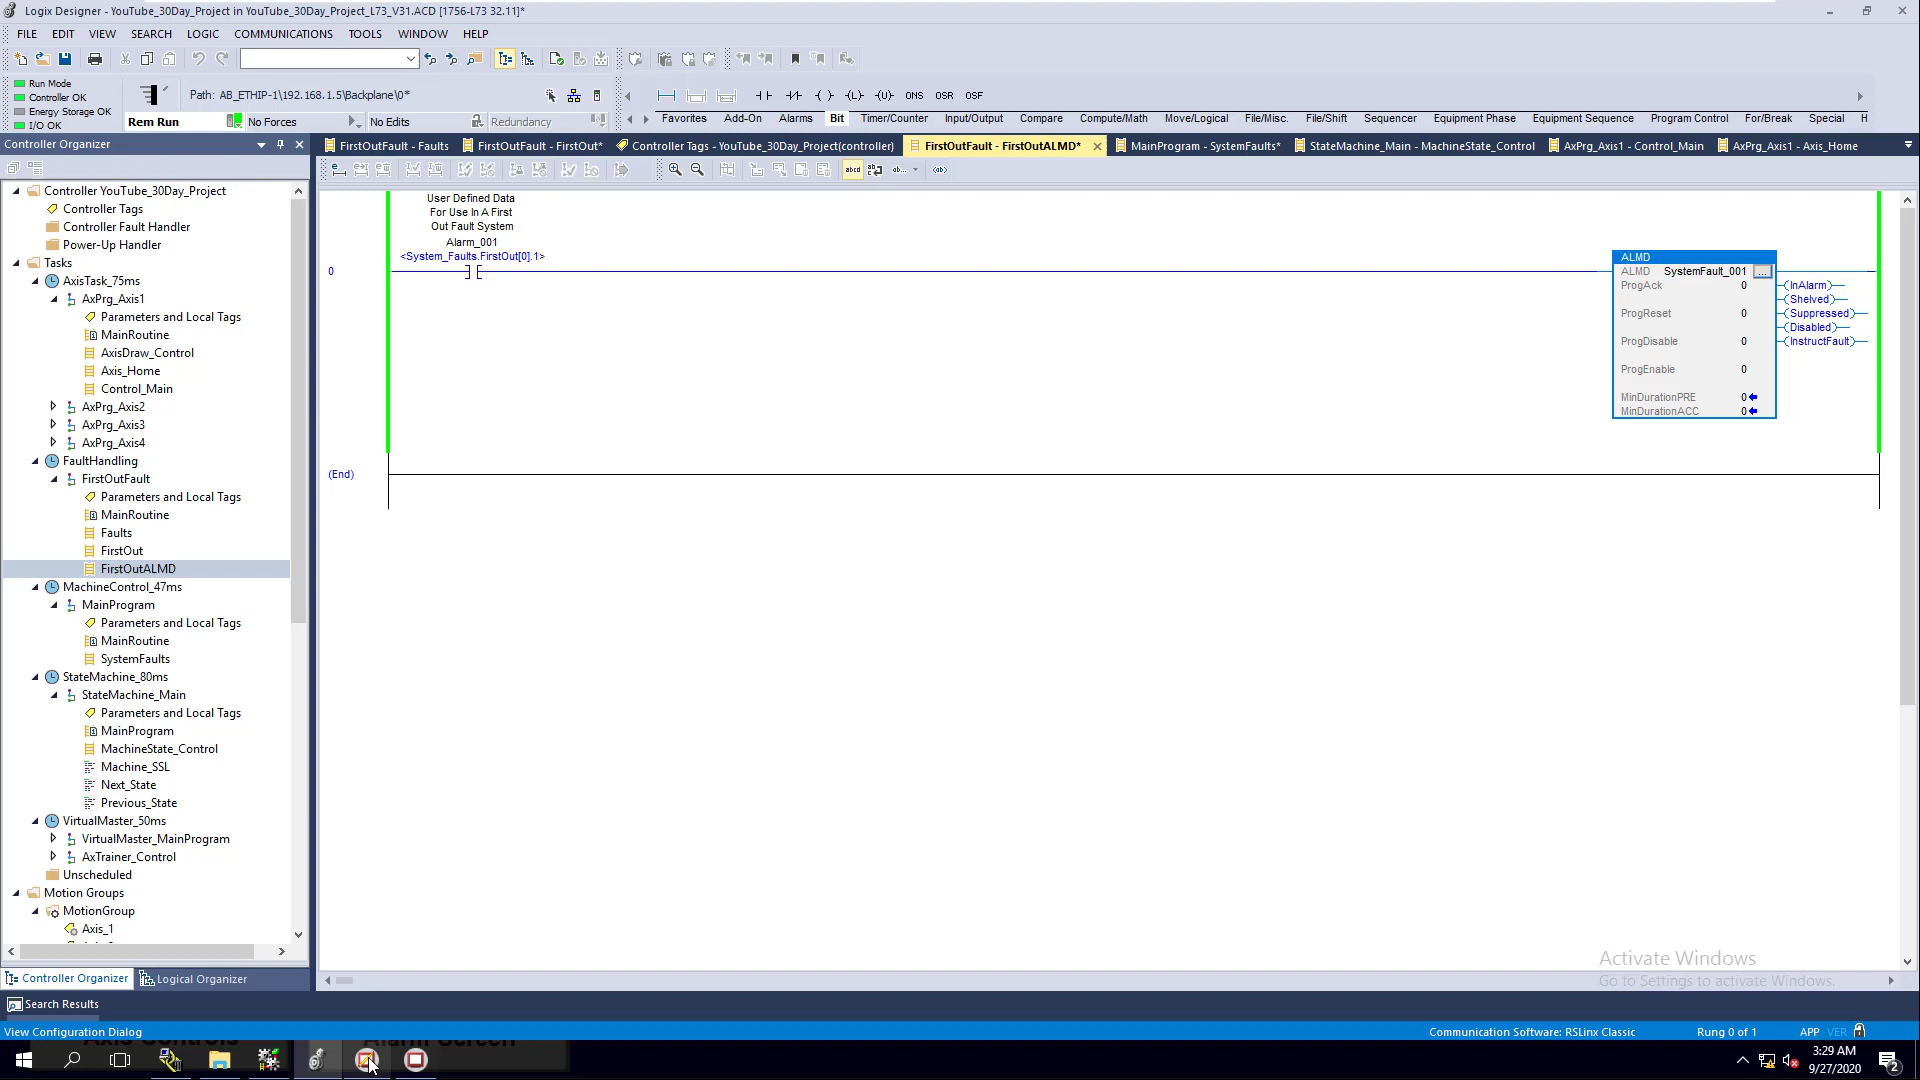 Logix Designer - YouTube_30Day_Project in YouTube_30Day_Project_L73_V31.ACD [1756-L73 32.11]*
FILE EDIT VIEW SEARCH LOGIC COMMUNICATIONS TOOLS WINDOW HELP
Run Mode
Controller OK
Energy Storage OK
I/O OK
Path: AB_ETHIP-1\192.168.1.5\Backplane\0*
Rem Run No Forces No Edits Redundancy
(L) (U) ONS OSR OSF
Favorites Add-On Alarms Bit Timer/Counter Input/Output Compare Compute/Math Move/Logical File/Misc. File/Shift Sequencer Equipment Phase Equipment Sequence Program Control For/Break Special H
Controller Organizer
FirstOutFault - Faults FirstOutFault - FirstOut* Controller Tags - YouTube_30Day_Project(controller) FirstOutFault - FirstOutALMD* MainProgram - SystemFaults* StateMachine_Main - MachineState_Control AxPrg_Axis1 - Control_Main AxPrg_Axis1 - Axis_Home
abcd ab...
Controller YouTube_30Day_Project
Controller Tags
Controller Fault Handler
Power-Up Handler
Tasks
AxisTask_75ms
AxPrg_Axis1
Parameters and Local Tags
MainRoutine
AxisDraw_Control
Axis_Home
Control_Main
AxPrg_Axis2
AxPrg_Axis3
AxPrg_Axis4
FaultHandling
FirstOutFault
Parameters and Local Tags
MainRoutine
Faults
FirstOut
FirstOutALMD
MachineControl_47ms
MainProgram
Parameters and Local Tags
MainRoutine
SystemFaults
StateMachine_80ms
StateMachine_Main
Parameters and Local Tags
MainProgram
MachineState_Control
Machine_SSL
Next_State
Previous_State
VirtualMaster_50ms
VirtualMaster_MainProgram
AxTrainer_Control
Unscheduled
Motion Groups
MotionGroup
Axis_1
Controller Organizer Logical Organizer
User Defined Data
For Use In A First
Out Fault System
Alarm_001
<System_Faults.FirstOut[0].1>
0
ALMD
ALMD SystemFault_001 ...
ProgAck 0
ProgReset 0
ProgDisable 0
ProgEnable 0
MinDurationPRE 0
MinDurationACC 0
(InAlarm)
(Shelved)
(Suppressed)
(Disabled)
(InstructFault)
(End)
Activate Windows
Go to Settings to activate Windows.
Search Results
View Configuration Dialog
Communication Software: RSLinx Classic Rung 0 of 1 APP VER
Axis Controls Alarm Screen
3:29 AM
9/27/2020
2